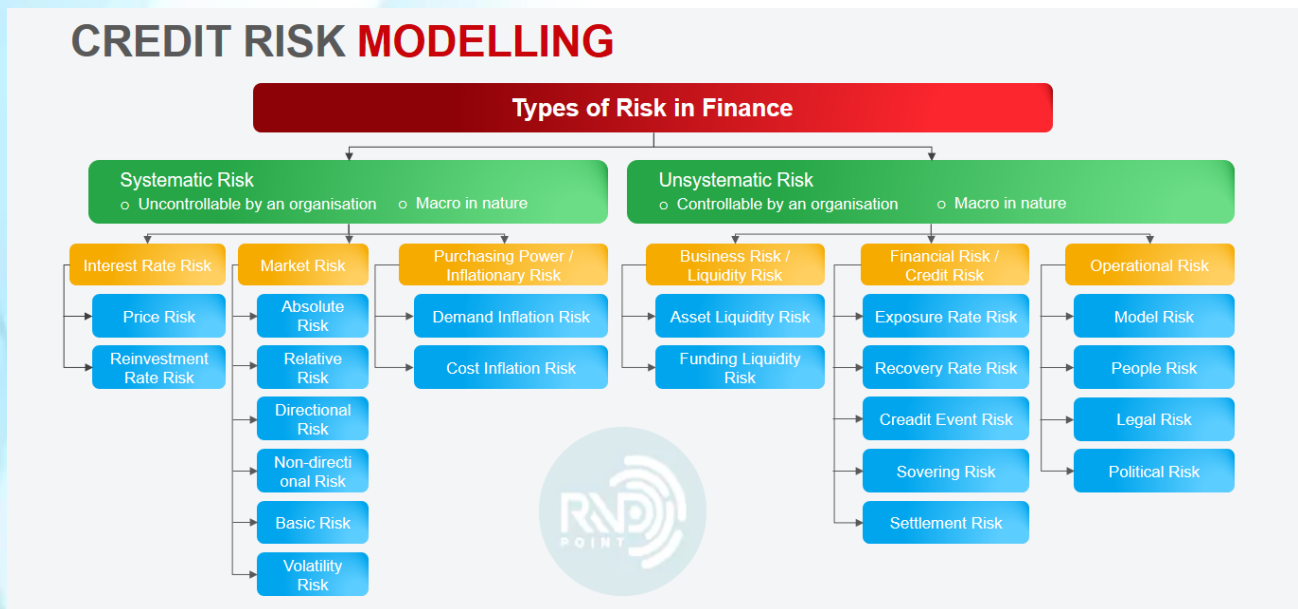 CREDIT RISK MODELLING
Types of Risk in Finance
Systematic Risk
Uncontrollable by an organisation
Macro in nature
Unsystematic Risk
Controllable by an organisation
Macro in nature
Interest Rate Risk
Price Risk
Reinvestment
Rate Risk
Market Risk
Absolute
Risk
Relative
Risk
Directional
Risk
Non-directi
onal Risk
Basic Risk
Volatility
Risk
Purchasing Power /
Inflationary Risk
Demand Inflation Risk
Cost Inflation Risk
Business Risk /
Liquidity Risk
Asset Liquidity Risk
Funding Liquidity
Risk
Financial Risk /
Credit Risk
Exposure Rate Risk
Recovery Rate Risk
Creadit Event Risk
Sovering Risk
Settlement Risk
Operational Risk
Model Risk
People Risk
Legal Risk
Political Risk
RND
POINT